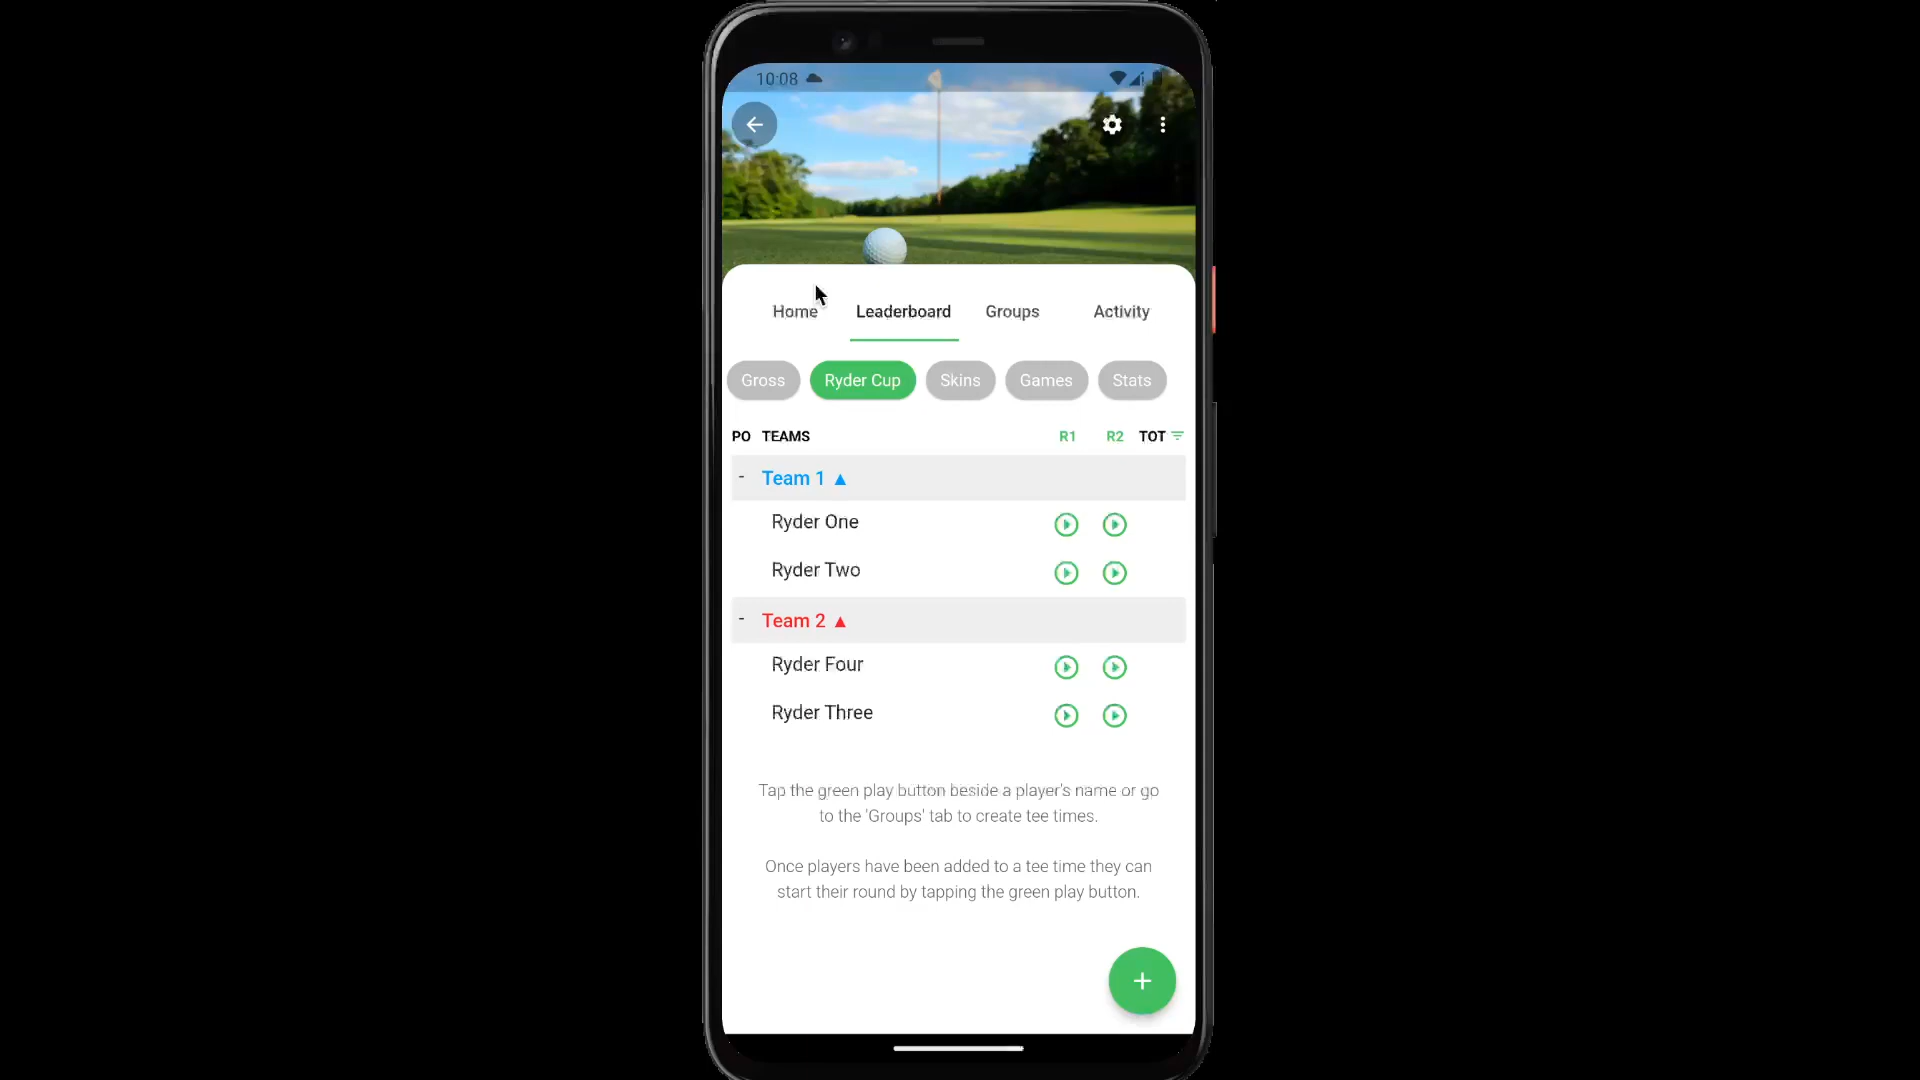 10:08
Home Leaderboard Groups Activity
Gross Ryder Cup Skins Games Stats
PO TEAMS R1 R2 TOT
- Team 1 ▲
Ryder One
Ryder Two
- Team 2 ▲
Ryder Four
Ryder Three
Tap the green play button beside a player's name or go
to the 'Groups' tab to create tee times.
Once players have been added to a tee time they can
start their round by tapping the green play button.